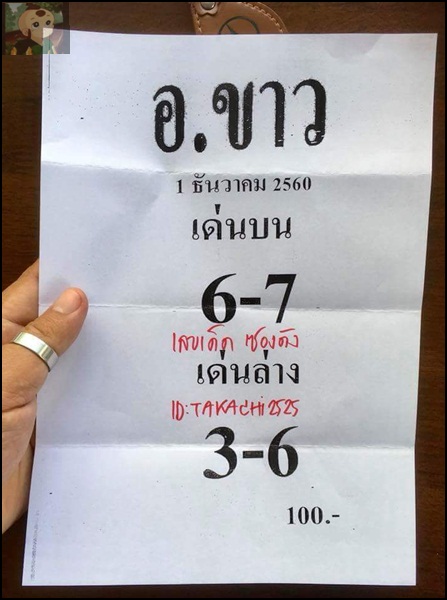 อ.ขาว
1 ธันวาคม 2560
เด่นบน
6-7
เลขเด็ด ซองดัง
เด่นล่าง
ID:TAKACHI2525
3-6
100.-